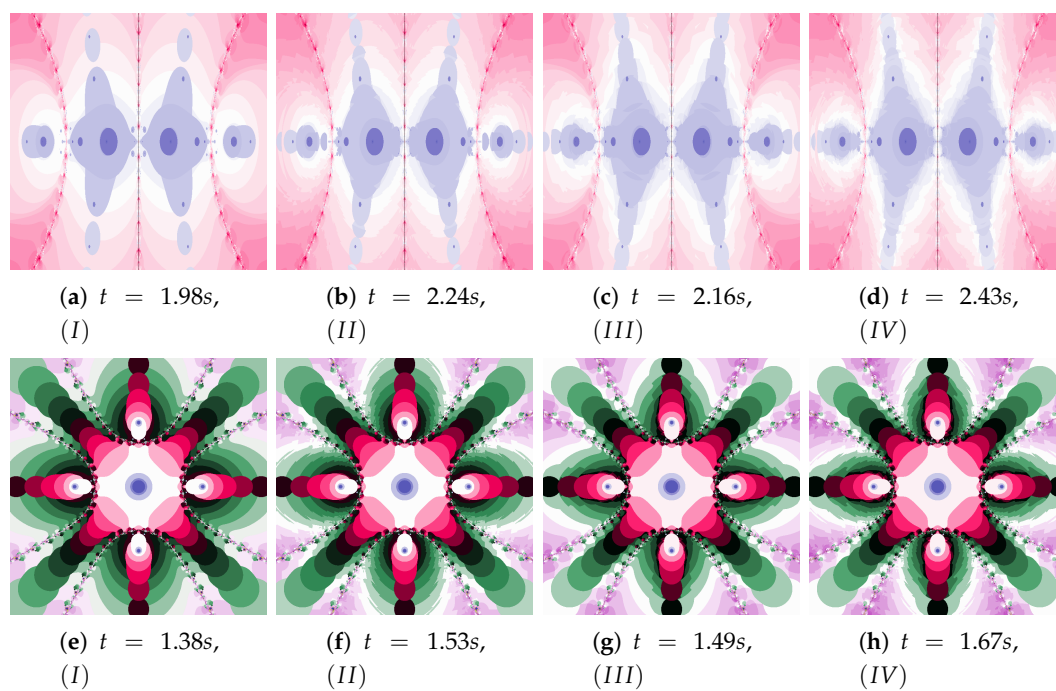 (a) t = 1.98s,
(I)
(b) t = 2.24s,
(II)
(c) t = 2.16s,
(III)
(d) t = 2.43s,
(IV)
(e) t = 1.38s,
(I)
(f) t = 1.53s,
(II)
(g) t = 1.49s,
(III)
(h) t = 1.67s,
(IV)